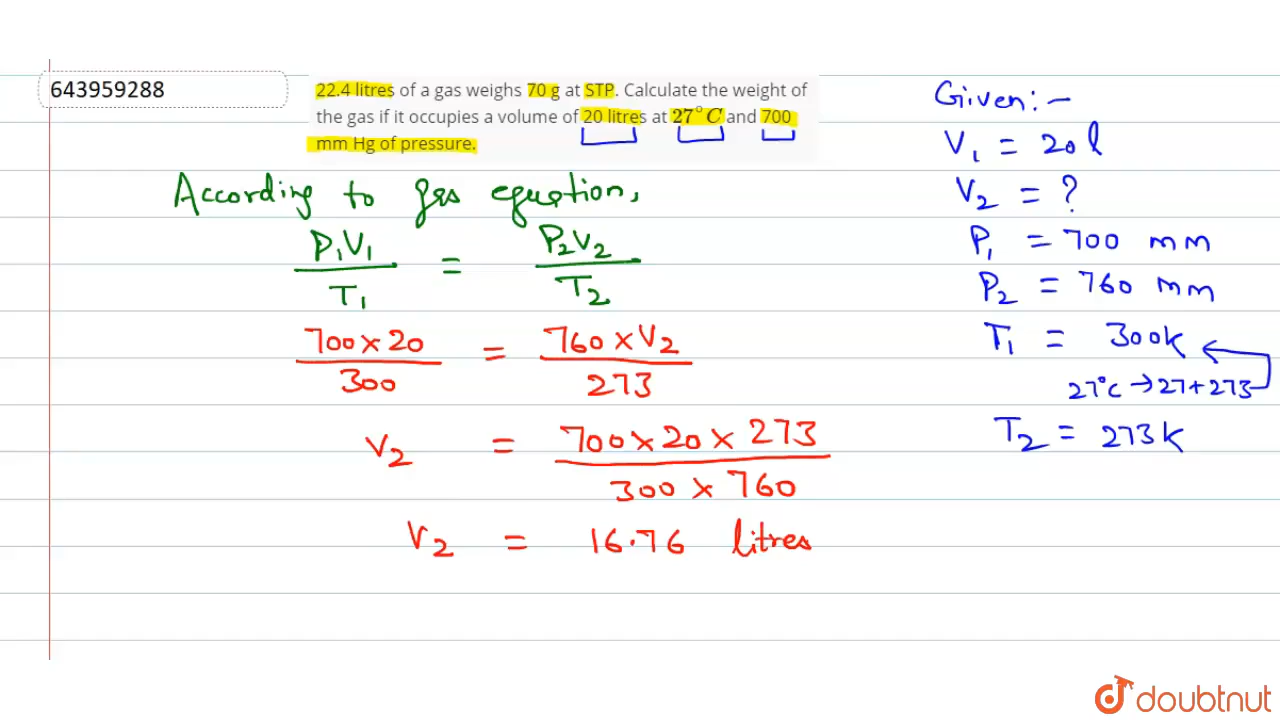 643959288
22.4 litres of a gas weighs 70 g at STP. Calculate the weight of
the gas if it occupies a volume of 20 litres at 27°C and 700
mm Hg of pressure.
According to gas equation,
P₁V₁ / T₁ = P₂V₂ / T₂
700 × 20 / 300 = 760 × V₂ / 273
V₂ = 700 × 20 × 273 / 300 × 760
V₂ = 16.76 litres
Given:-
V₁ = 20 l
V₂ = ?
P₁ = 700 mm
P₂ = 760 mm
T₁ = 300K
27°C → 27+273
T₂ = 273K
doubtnut